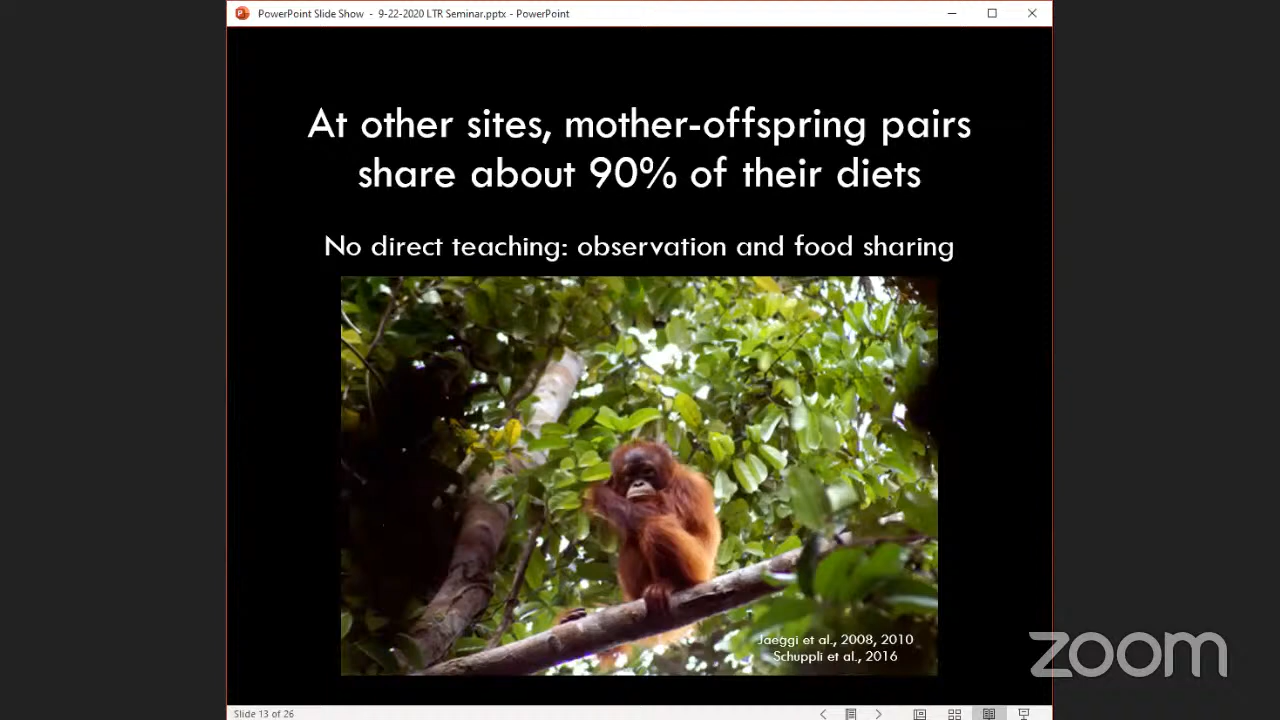 PowerPoint Slide Show - 9-22-2020 LTR Seminar.pptx - PowerPoint
At other sites, mother-offspring pairs
share about 90% of their diets
No direct teaching: observation and food sharing
Jaeggi et al., 2008, 2010
Schuppli et al., 2016
zoom
Slide 13 of 26